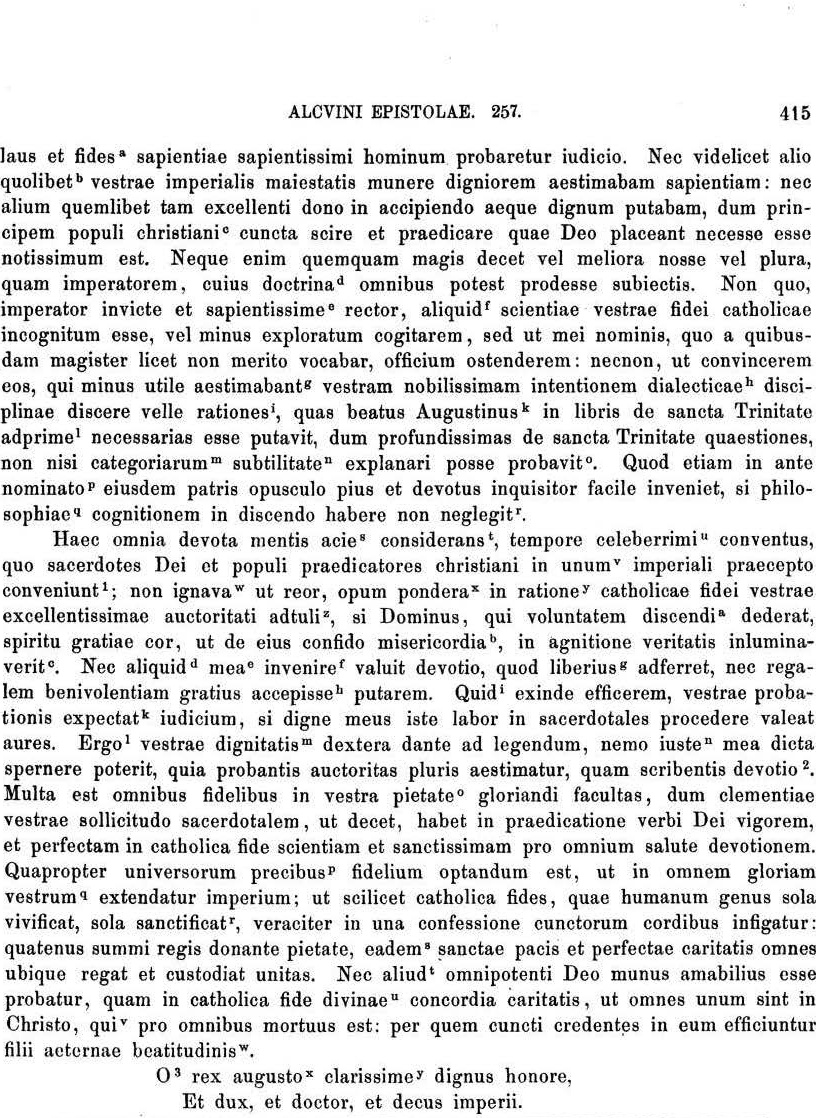 ALCVINI EPISTOLAE. 257. 415
laus et fides ᵃ sapientiae sapientissimi hominum probaretur iudicio. Nec videlicet alio
quolibet ᵇ vestrae imperialis maiestatis munere digniorem aestimabam sapientiam: nec
alium quemlibet tam excellenti dono in accipiendo aeque dignum putabam, dum prin-
cipem populi christiani ᶜ cuncta scire et praedicare quae Deo placeant necesse esse
notissimum est. Neque enim quemquam magis decet vel meliora nosse vel plura,
quam imperatorem, cuius doctrina ᵈ omnibus potest prodesse subiectis. Non quo,
imperator invicte et sapientissime ᵉ rector, aliquid ᶠ scientiae vestrae fidei catholicae
incognitum esse, vel minus exploratum cogitarem, sed ut mei nominis, quo a quibus-
dam magister licet non merito vocabar, officium ostenderem: necnon, ut convincerem
eos, qui minus utile aestimabant ᵍ vestram nobilissimam intentionem dialecticae ʰ disci-
plinae discere velle rationes ⁱ, quas beatus Augustinus ᵏ in libris de sancta Trinitate
adprime ˡ necessarias esse putavit, dum profundissimas de sancta Trinitate quaestiones,
non nisi categoriarum ᵐ subtilitate ⁿ explanari posse probavit ᵒ. Quod etiam in ante
nominato ᵖ eiusdem patris opusculo pius et devotus inquisitor facile inveniet, si philo-
sophiae q cognitionem in discendo habere non neglegit ʳ.
Haec omnia devota mentis acie ˢ considerans ᵗ, tempore celeberrimi ᵘ conventus,
quo sacerdotes Dei et populi praedicatores christiani in unum ᵛ imperiali praecepto
conveniunt ¹; non ignava ʷ ut reor, opum pondera ˣ in ratione ʸ catholicae fidei vestrae
excellentissimae auctoritati adtuli ᶻ, si Dominus, qui voluntatem discendi ᵃ dederat,
spiritu gratiae cor, ut de eius confido misericordia ᵇ, in agnitione veritatis inlumina-
verit ᶜ. Nec aliquid ᵈ mea ᵉ invenire ᶠ valuit devotio, quod liberius ᵍ adferret, nec rega-
lem benivolentiam gratius accepisse ʰ putarem. Quid ⁱ exinde efficerem, vestrae proba-
tionis expectat ᵏ iudicium, si digne meus iste labor in sacerdotales procedere valeat
aures. Ergo ˡ vestrae dignitatis ᵐ dextera dante ad legendum, nemo iuste ⁿ mea dicta
spernere poterit, quia probantis auctoritas pluris aestimatur, quam scribentis devotio ².
Multa est omnibus fidelibus in vestra pietate ᵒ gloriandi facultas, dum clementiae
vestrae sollicitudo sacerdotalem, ut decet, habet in praedicatione verbi Dei vigorem,
et perfectam in catholica fide scientiam et sanctissimam pro omnium salute devotionem.
Quapropter universorum precibus ᵖ fidelium optandum est, ut in omnem gloriam
vestrum q extendatur imperium; ut scilicet catholica fides, quae humanum genus sola
vivificat, sola sanctificat ʳ, veraciter in una confessione cunctorum cordibus infigatur:
quatenus summi regis donante pietate, eadem ˢ sanctae pacis et perfectae caritatis omnes
ubique regat et custodiat unitas. Nec aliud ᵗ omnipotenti Deo munus amabilius esse
probatur, quam in catholica fide divinae ᵘ concordia caritatis, ut omnes unum sint in
Christo, qui ᵛ pro omnibus mortuus est: per quem cuncti credentes in eum efficiuntur
filii aeternae beatitudinis ʷ.
O ³ rex augusto ˣ clarissime ʸ dignus honore,
Et dux, et doctor, et decus imperii.